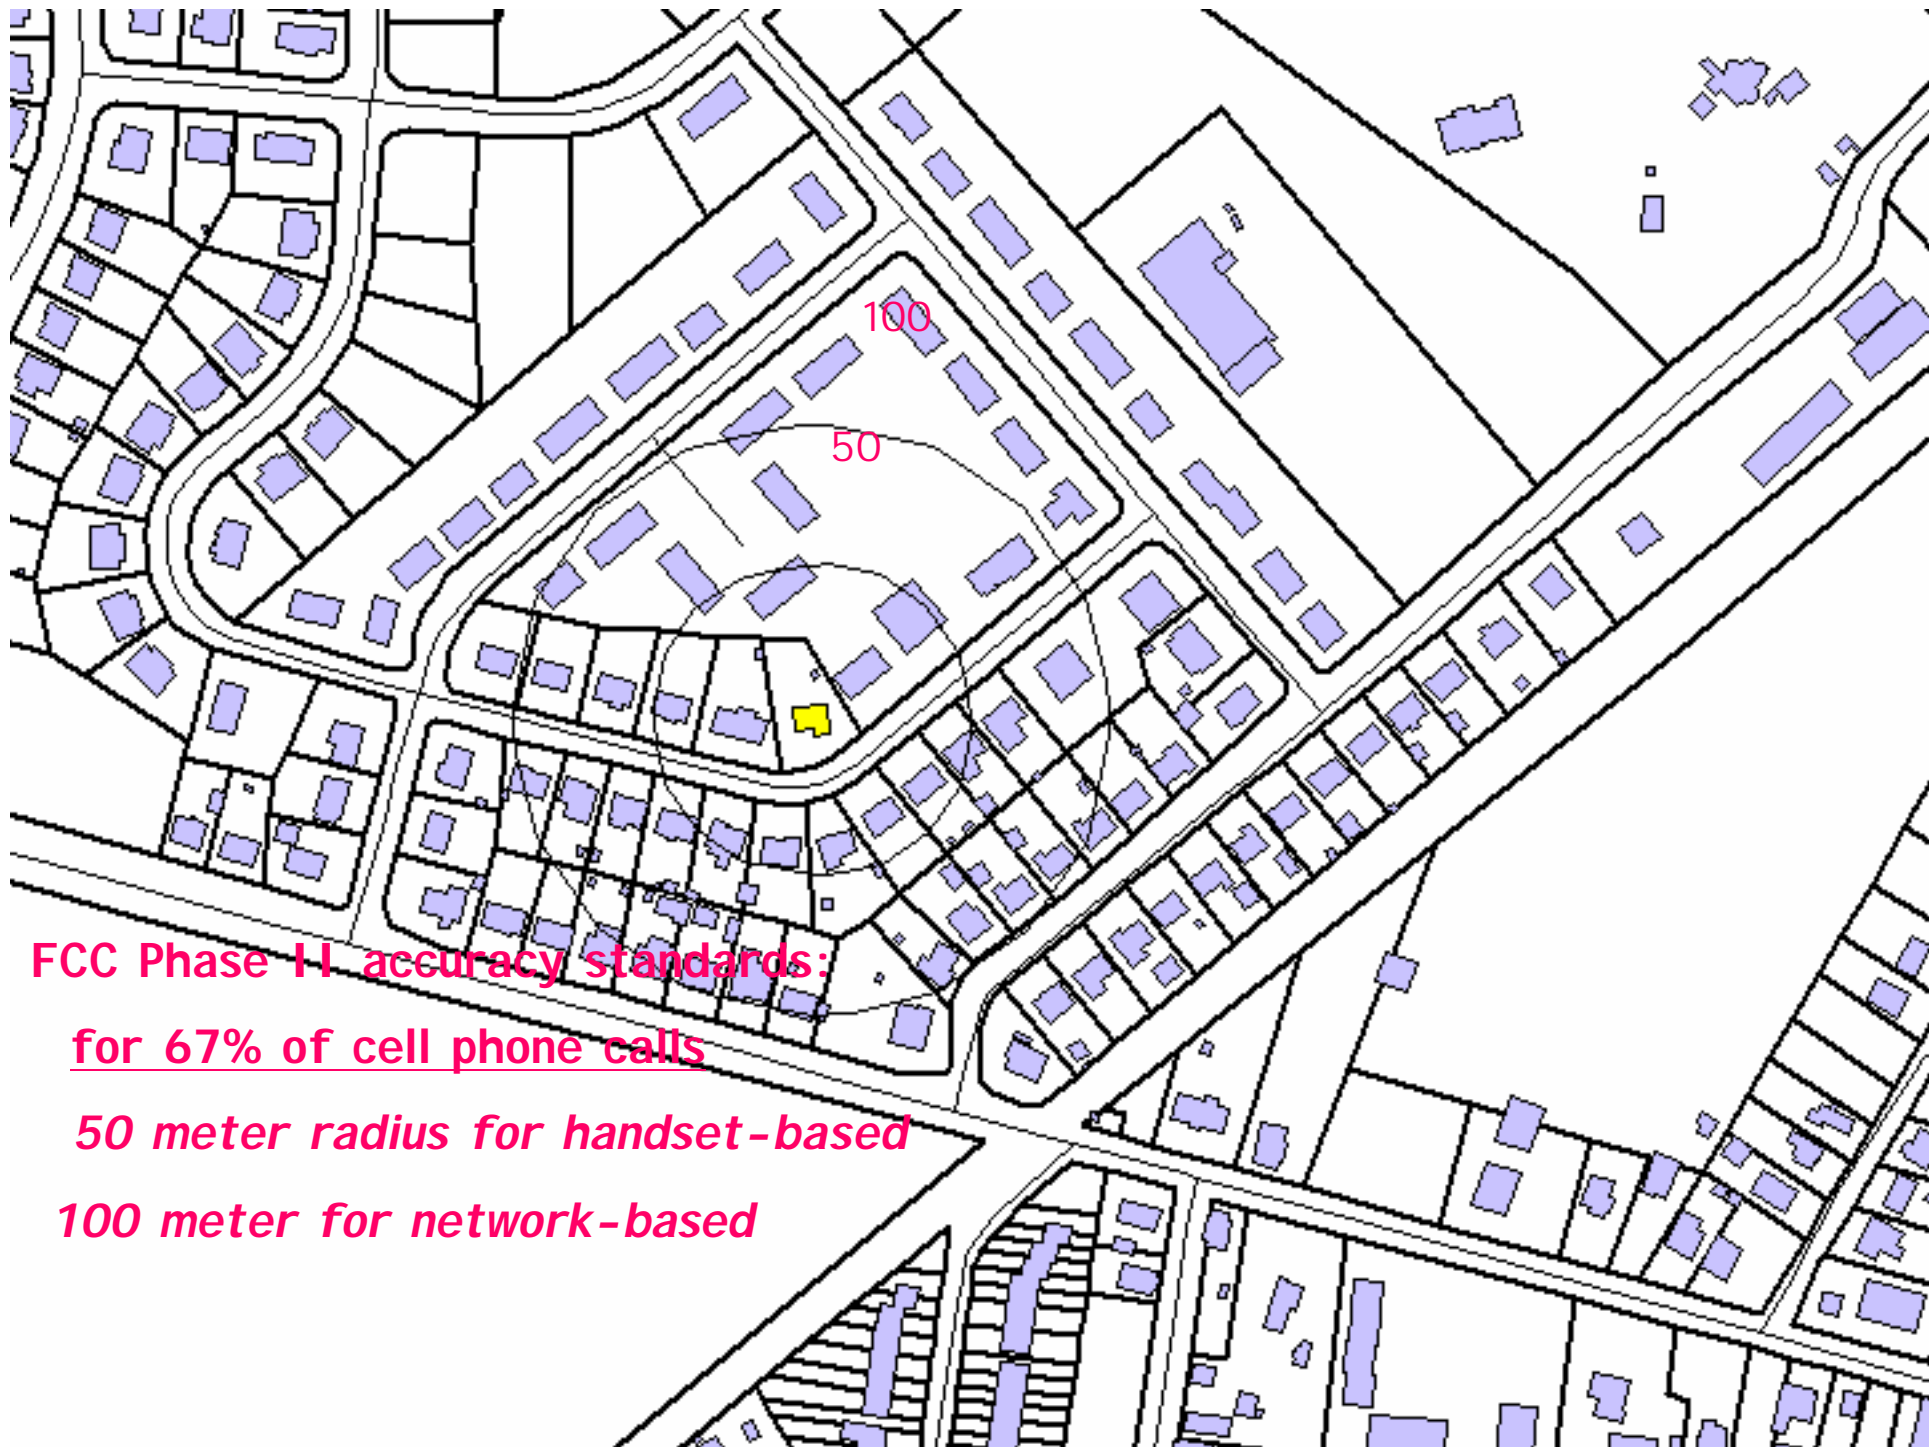 100
50
FCC Phase II accuracy standards:
for 67% of cell phone calls
50 meter radius for handset-based
100 meter for network-based